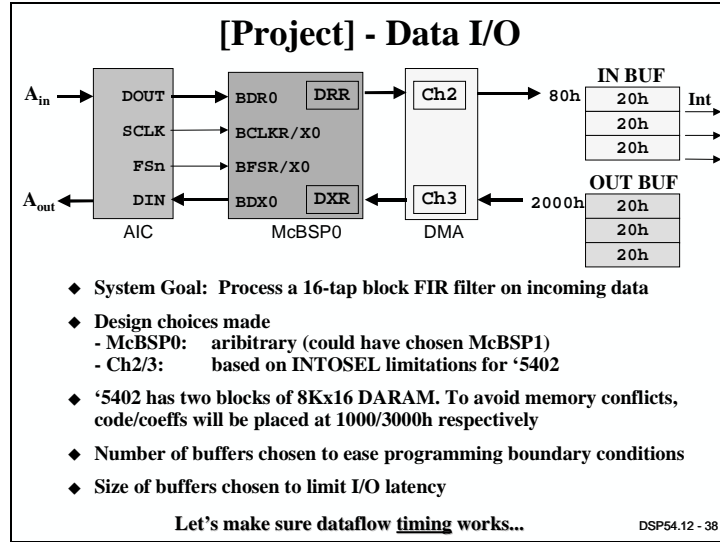 [Project] - Data I/O
Ain
DOUT
BDR0
DRR
Ch2
80h
IN BUF
20h
20h
20h
Int
SCLK
BCLKR/X0
FSn
BFSR/X0
Aout
DIN
BDX0
DXR
Ch3
2000h
OUT BUF
20h
20h
20h
AIC
McBSP0
DMA
◆ System Goal: Process a 16-tap block FIR filter on incoming data
◆ Design choices made
- McBSP0: aribitrary (could have chosen McBSP1)
- Ch2/3: based on INTOSEL limitations for ‘5402
◆ ‘5402 has two blocks of 8Kx16 DARAM. To avoid memory conflicts,
code/coeffs will be placed at 1000/3000h respectively
◆ Number of buffers chosen to ease programming boundary conditions
◆ Size of buffers chosen to limit I/O latency
Let's make sure dataflow timing works...
DSP54.12 - 38